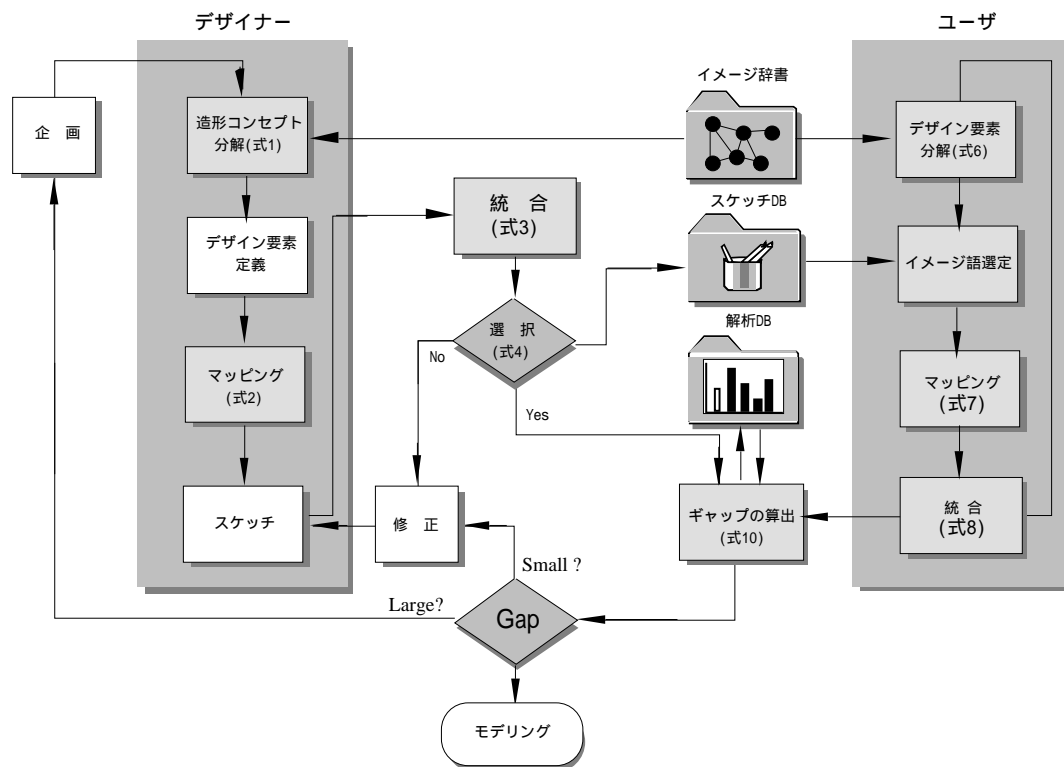 デザイナー
ユーザ
企　画
造形コンセプト
分解(式1)
デザイン要素
定義
マッピング
(式2)
スケッチ
統　合
(式3)
選　択
(式4)
No
Yes
修　正
イメージ辞書
スケッチDB
解析DB
ギャップの算出
(式10)
デザイン要素
分解(式6)
イメージ語選定
マッピング
(式7)
統 合
(式8)
Small ?
Large?
Gap
モデリング